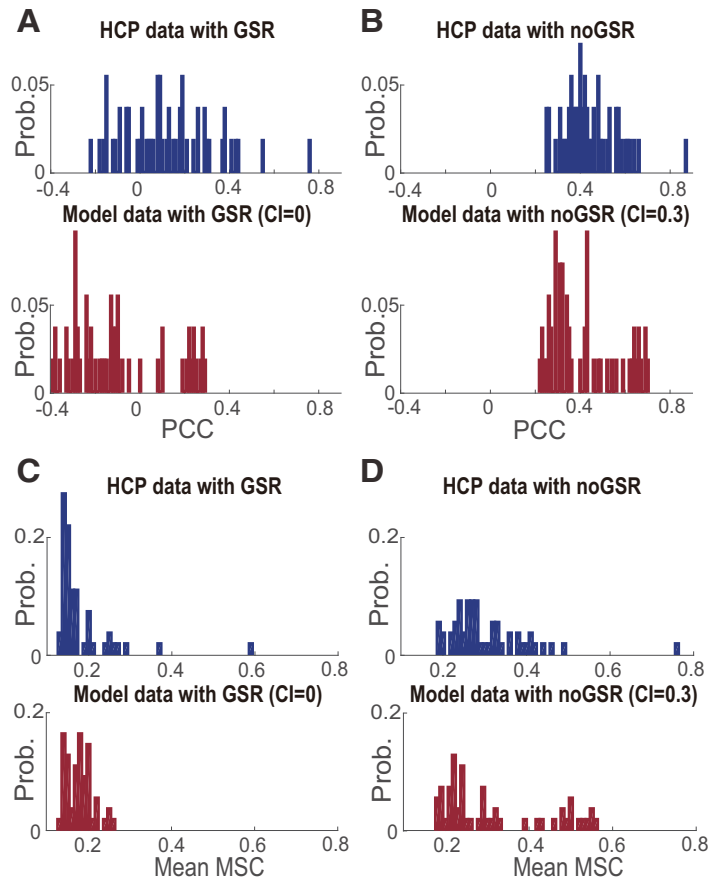 A
HCP data with GSR
Prob.
0.05
0
-0.4 0 0.4 0.8
Model data with GSR (CI=0)
Prob.
0.05
0
-0.4 0 0.4 0.8
PCC
B
HCP data with noGSR
Prob.
0.05
0
-0.4 0 0.4 0.8
Model data with noGSR (CI=0.3)
Prob.
0.05
0
-0.4 0 0.4 0.8
PCC
C
HCP data with GSR
Prob.
0.2
0
0.2 0.4 0.6 0.8
Model data with GSR (CI=0)
Prob.
0.2
0
0.2 0.4 0.6 0.8
Mean MSC
D
HCP data with noGSR
Prob.
0.2
0
0.2 0.4 0.6 0.8
Model data with noGSR (CI=0.3)
Prob.
0.2
0
0.2 0.4 0.6 0.8
Mean MSC